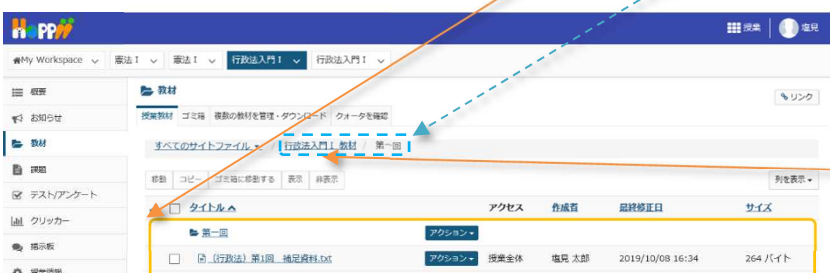 HoppII
授業 塩見
My Workspace 憲法 I 憲法 I 行政法入門 I 行政法入門 I
概要
お知らせ
教材
課題
テスト/アンケート
クリッカー
掲示板
教材
リンク
授業教材 ゴミ箱 複数の教材を管理・ダウンロード クォータを確認
すべてのサイトファイル / 行政法入門 I 教材 / 第一回
移動 コピー ゴミ箱に移動する 表示 非表示 列を表示
タイトル アクセス 作成者 最終修正日 サイズ
第一回 アクション
(行政法) 第1回 補足資料.txt アクション 授業全体 塩見 太郎 2019/10/08 16:34 264 バイト